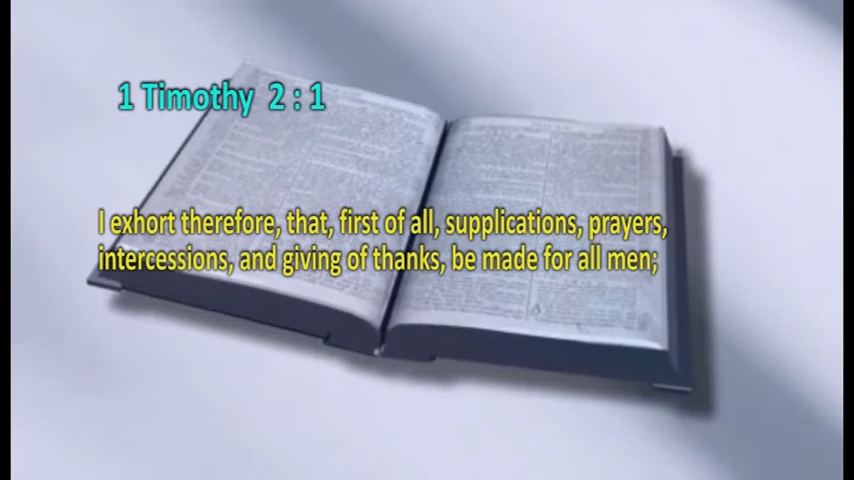 1 Timothy 2 : 1
I exhort therefore, that, first of all, supplications, prayers,
intercessions, and giving of thanks, be made for all men;